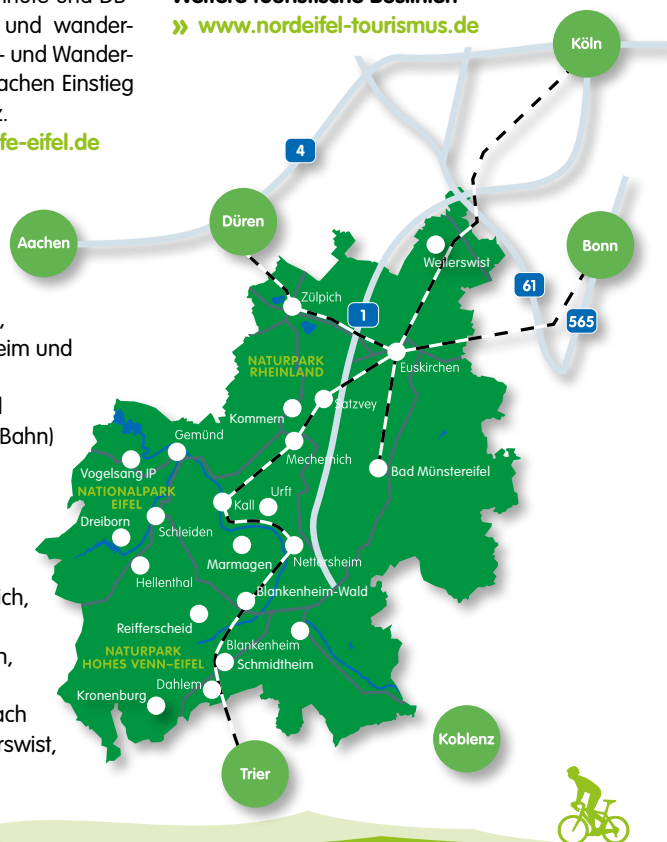 und wander-
- und Wander-
achen Einstieg
z.
fe-eifel.de
» www.nordeifel-tourismus.de
Köln
4
Düren
Aachen
Bonn
Weilerswist
61
Zülpich
1
565
,
eim und
Euskirchen
NATURPARK
RHEINLAND
Satzvey
Kommern
Bahn)
Gemünd
Mechernich
Bad Münstereifel
Vogelsang IP
NATIONALPARK
EIFEL
Urft
Kall
Dreiborn
Schleiden
Nettersheim
Marmagen
Hellenthal
Blankenheim-Wald
ich,
Reifferscheid
Blankenheim
n,
NATURPARK
HOHES VENN–EIFEL
Schmidtheim
Dahlem
Kronenburg
ach
rswist,
Koblenz
Trier